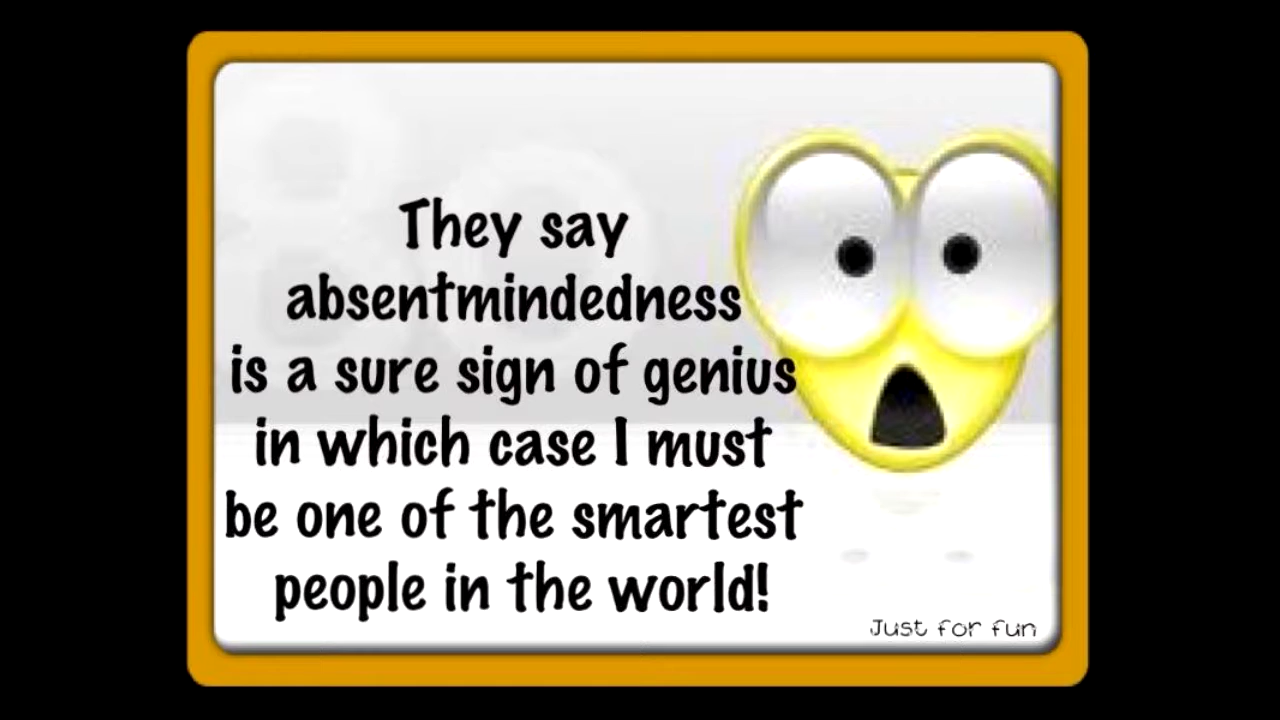 They say
absentmindedness
is a sure sign of genius
in which case I must
be one of the smartest
people in the world!
Just for fun